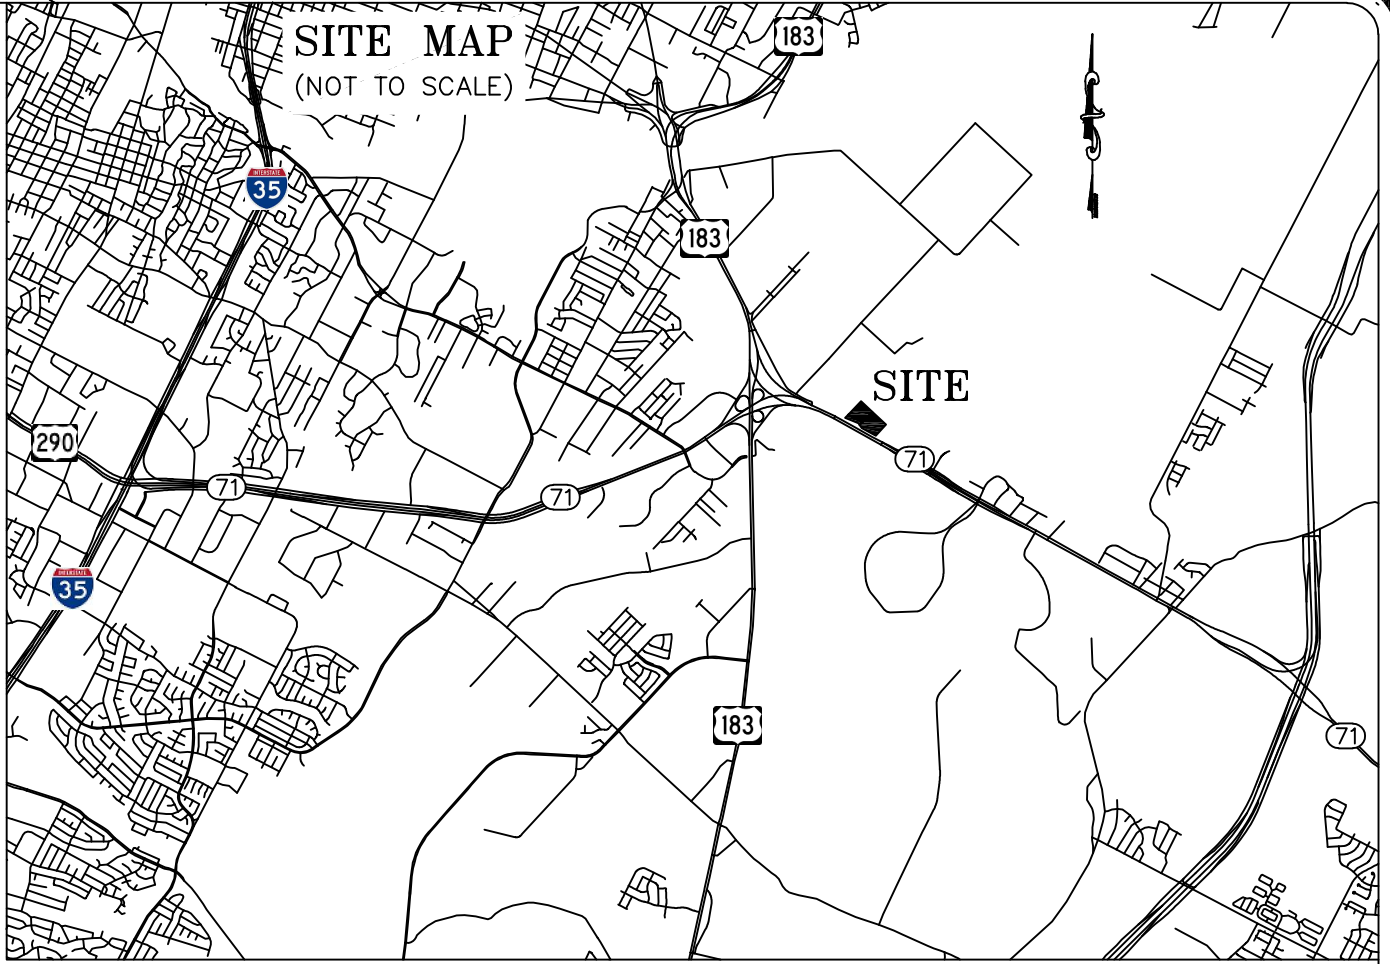 SITE MAP
(NOT TO SCALE)
183
INTERSTATE
35
183
SITE
290
71
71
71
INTERSTATE
35
183
71